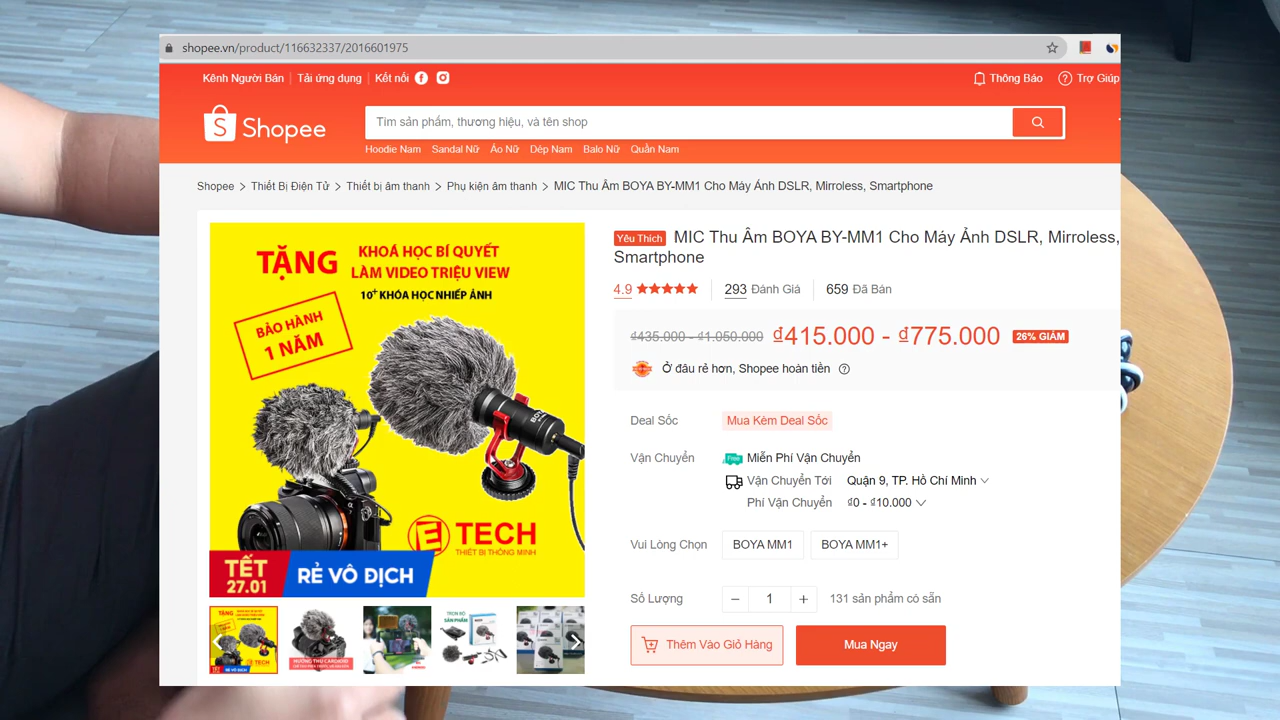 shopee.vn/product/116632337/2016601975
Kênh Người Bán
Tải ứng dụng
Kết nối
Thông Báo
Trợ Giúp
Shopee
Tìm sản phẩm, thương hiệu, và tên shop
Hoodie Nam Sandal Nữ Áo Nữ Dép Nam Balo Nữ Quần Nam
Shopee > Thiết Bị Điện Tử > Thiết bị âm thanh > Phụ kiện âm thanh > MIC Thu Âm BOYA BY-MM1 Cho Máy Ảnh DSLR, Mirroless, Smartphone
TẶNG
KHOÁ HỌC BÍ QUYẾT
LÀM VIDEO TRIỆU VIEW
10+ KHÓA HỌC NHIẾP ẢNH
BẢO HÀNH
1 NĂM
BOYA
E TECH
THIẾT BỊ THÔNG MINH
TẾT
27.01
RẺ VÔ ĐỊCH
Yêu Thích MIC Thu Âm BOYA BY-MM1 Cho Máy Ảnh DSLR, Mirroless,
Smartphone
4.9
293 Đánh Giá
659 Đã Bán
₫435.000 - ₫1.050.000 ₫415.000 - ₫775.000 26% GIẢM
Ở đâu rẻ hơn, Shopee hoàn tiền
Deal Sốc Mua Kèm Deal Sốc
Vận Chuyển Free Miễn Phí Vận Chuyển
Vận Chuyển Tới Quận 9, TP. Hồ Chí Minh
Phí Vận Chuyển ₫0 - ₫10.000
Vui Lòng Chọn BOYA MM1 BOYA MM1+
Số Lượng − 1 + 131 sản phẩm có sẵn
Thêm Vào Giỏ Hàng
Mua Ngay